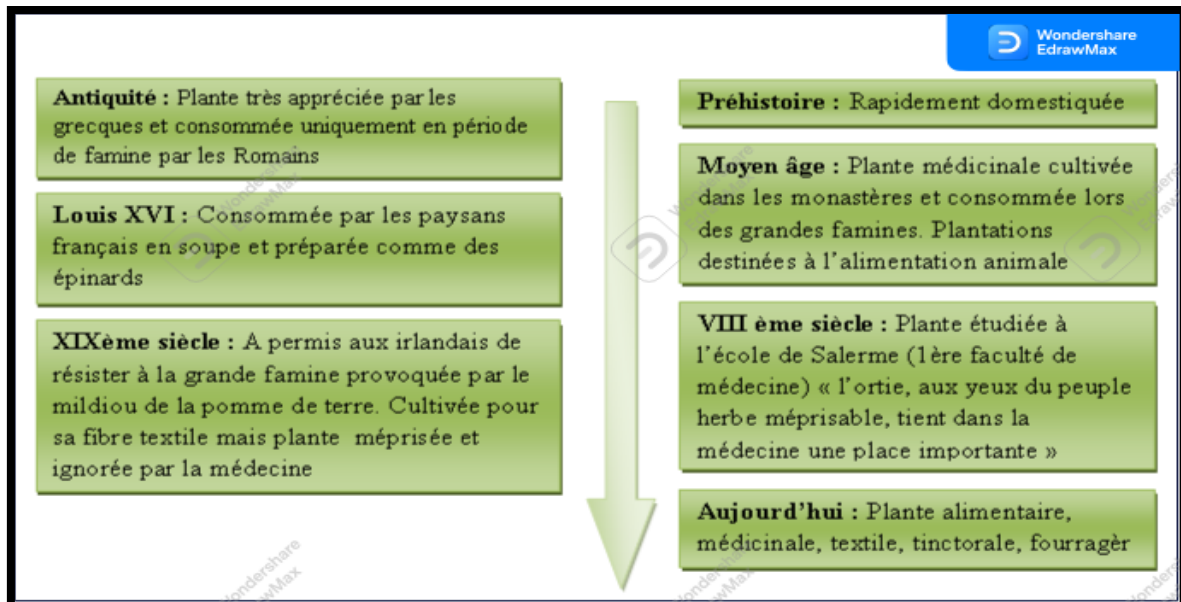 Wondershare
EdrawMax
Antiquité : Plante très appréciée par les
grecques et consommée uniquement en période
de famine par les Romains
Louis XVI : Consommée par les paysans
français en soupe et préparée comme des
épinards
XIXème siècle : A permis aux irlandais de
résister à la grande famine provoquée par le
mildiou de la pomme de terre. Cultivée pour
sa fibre textile mais plante méprisée et
ignorée par la médecine
Préhistoire : Rapidement domestiquée
Moyen âge : Plante médicinale cultivée
dans les monastères et consommée lors
des grandes famines. Plantations
destinées à l'alimentation animale
VIII ème siècle : Plante étudiée à
l'école de Salerme (1ère faculté de
médecine) « l'ortie, aux yeux du peuple
herbe méprisable, tient dans la
médecine une place importante »
Aujourd'hui : Plante alimentaire,
médicinale, textile, tinctorale, fourragèr